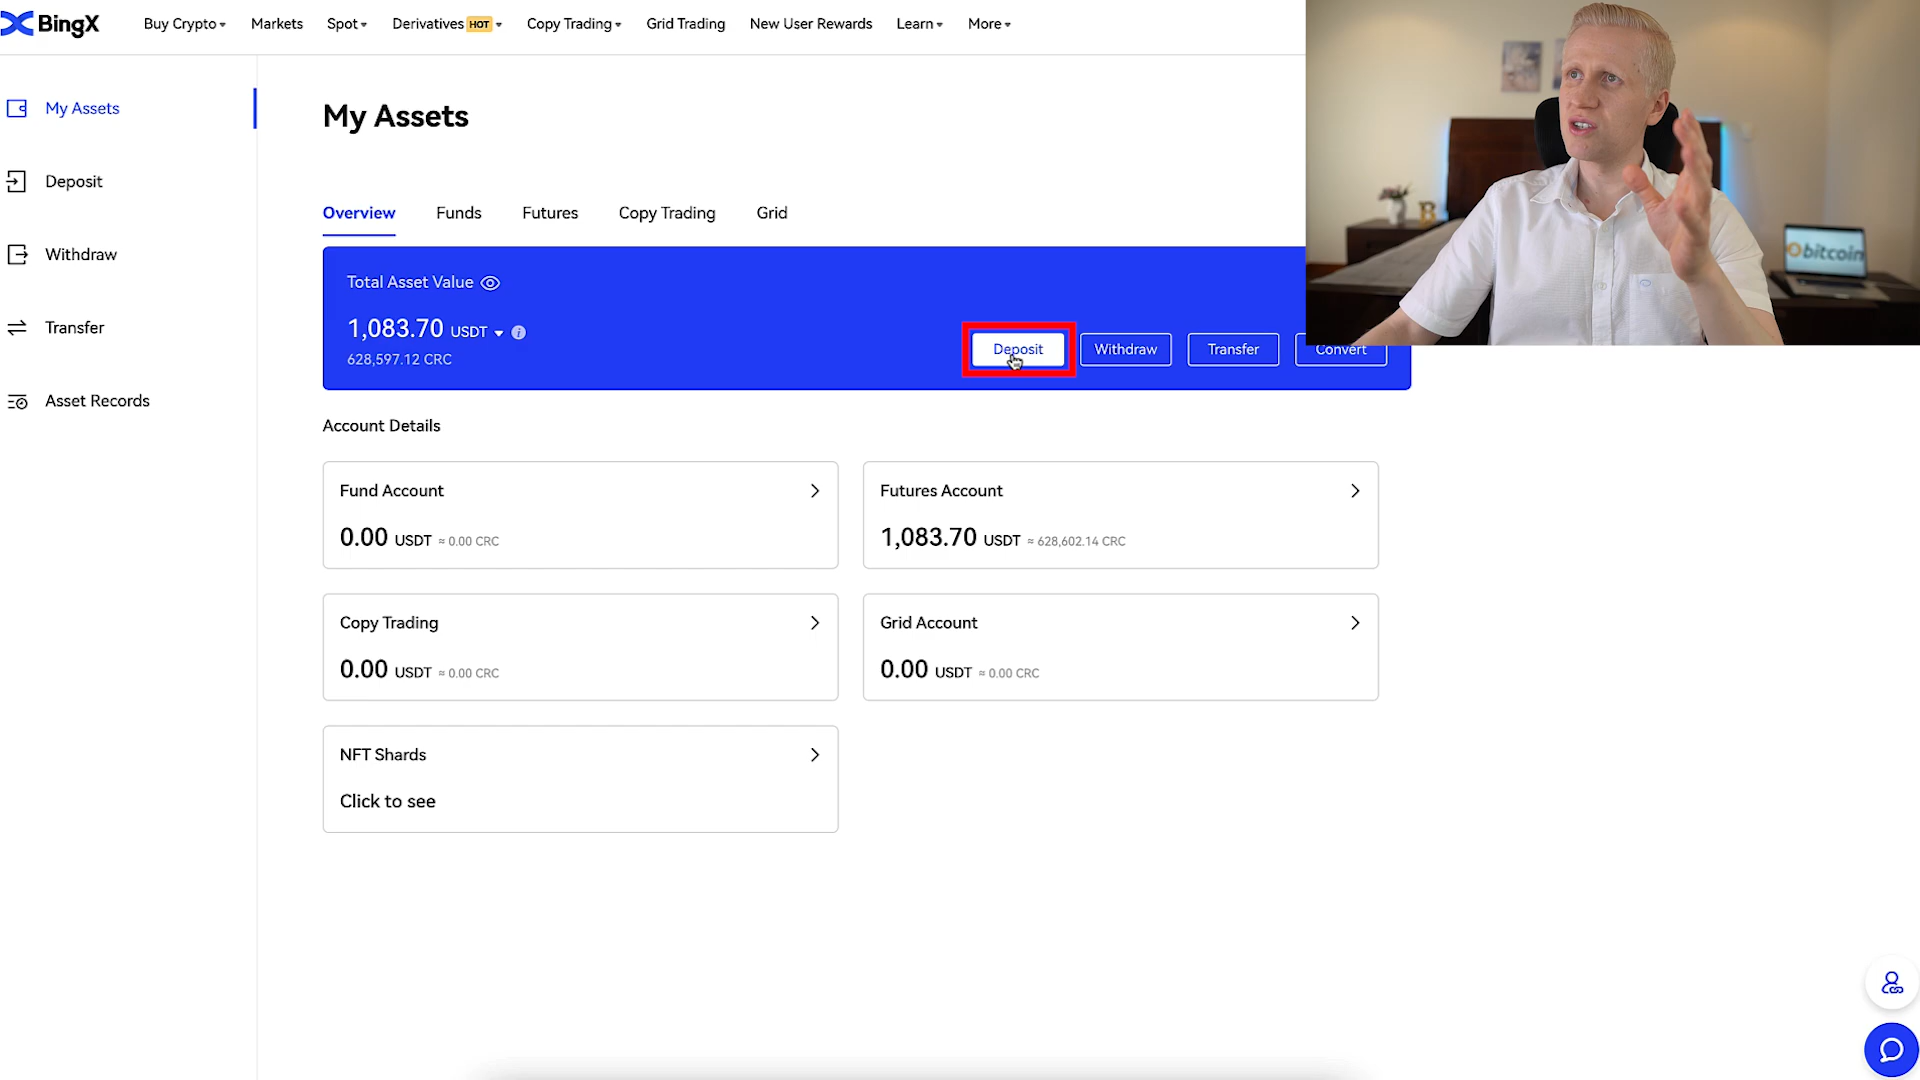 BingX
Buy Crypto
Markets
Spot
Derivatives HOT
Copy Trading
Grid Trading
New User Rewards
Learn
More
My Assets
Deposit
Withdraw
Transfer
Asset Records
My Assets
Overview
Funds
Futures
Copy Trading
Grid
Total Asset Value
1,083.70 USDT
628,597.12 CRC
Deposit
Withdraw
Transfer
Convert
Account Details
Fund Account
0.00 USDT ≈ 0.00 CRC
Futures Account
1,083.70 USDT ≈ 628,602.14 CRC
Copy Trading
0.00 USDT ≈ 0.00 CRC
Grid Account
0.00 USDT ≈ 0.00 CRC
NFT Shards
Click to see
bitcoin